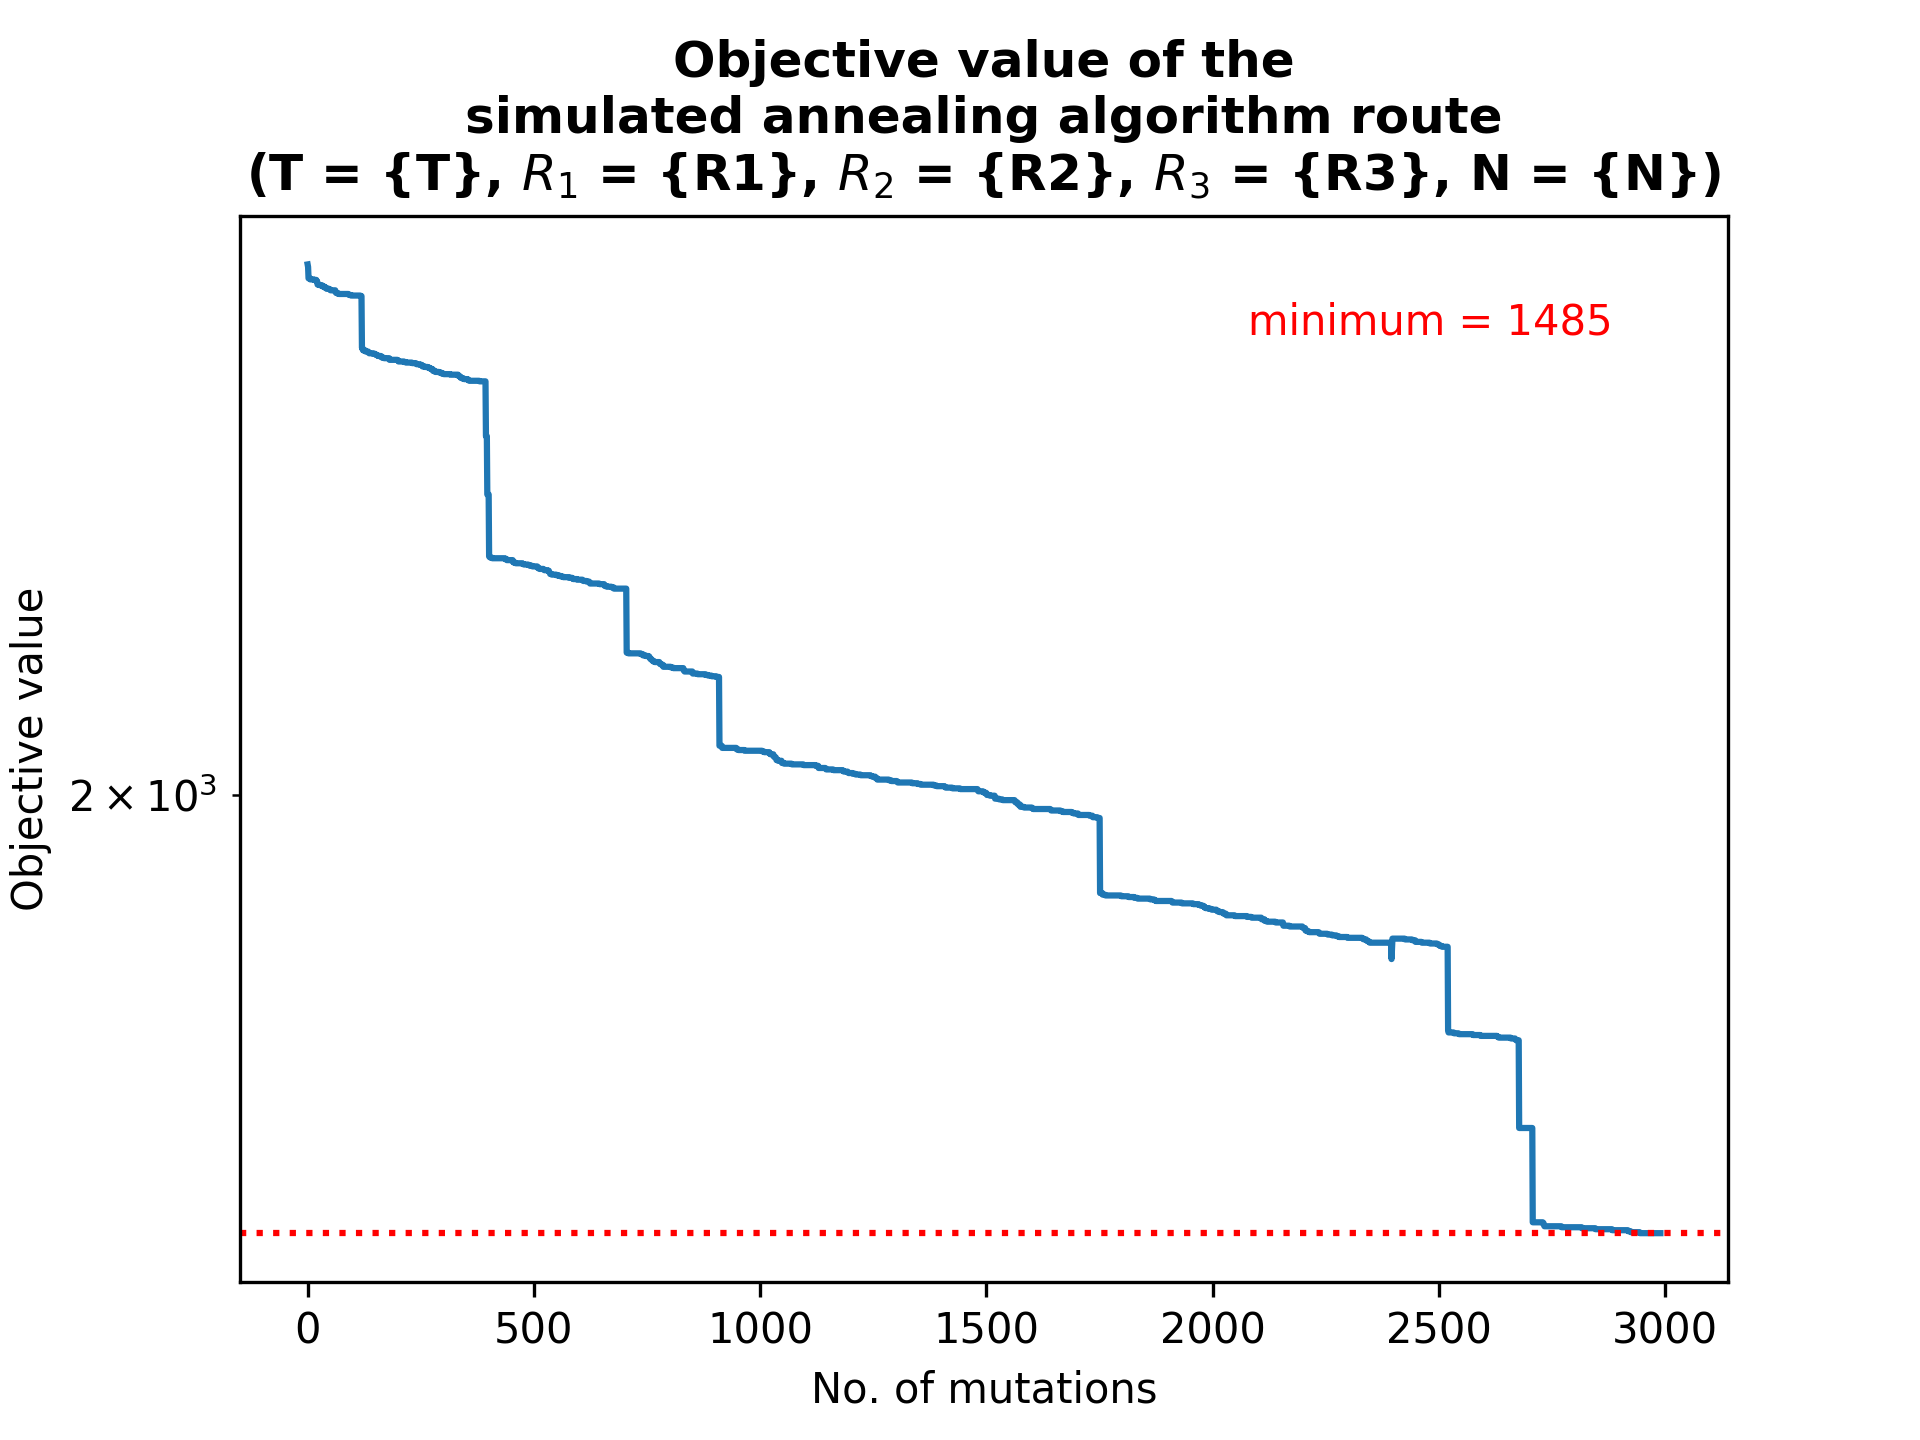 Objective value of the
simulated annealing algorithm route
(T = {T}, R₁ = {R1}, R₂ = {R2}, R₃ = {R3}, N = {N})
minimum = 1485
Objective value
2 × 10³
0 500 1000 1500 2000 2500 3000
No. of mutations